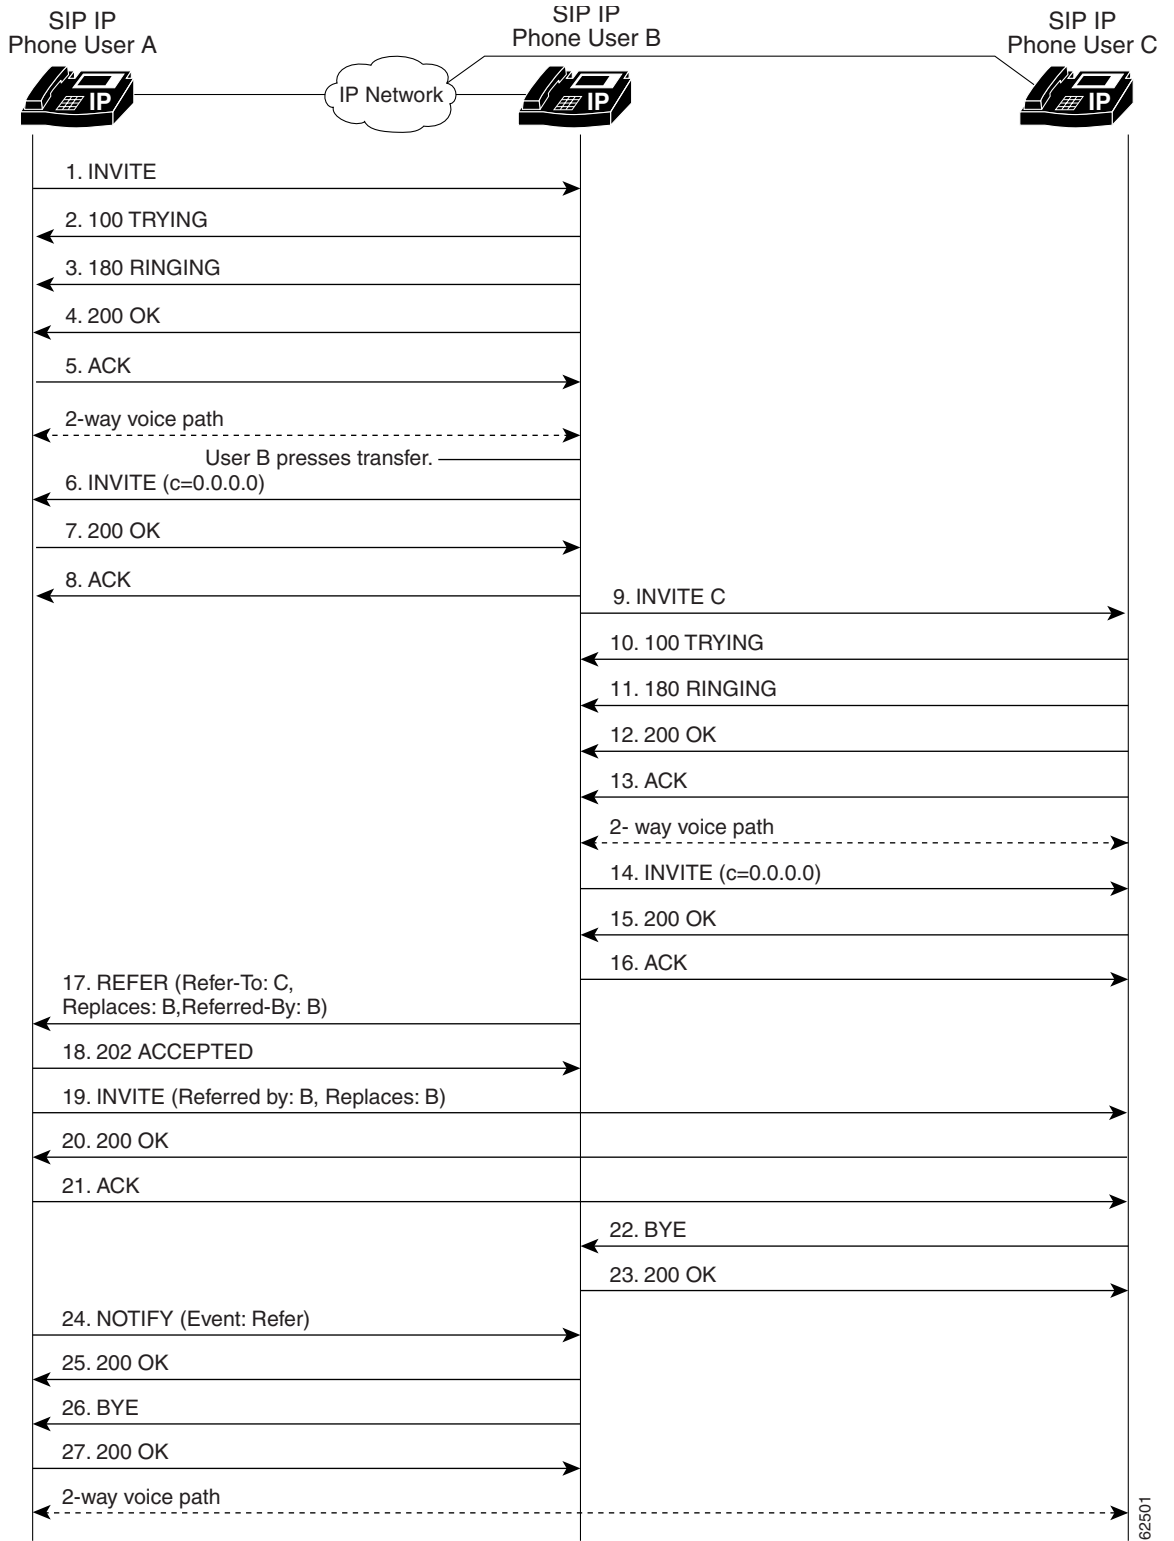 SIP IP
Phone User A
SIP IP
Phone User B
SIP IP
Phone User C
IP
IP Network
IP
IP
1. INVITE
2. 100 TRYING
3. 180 RINGING
4. 200 OK
5. ACK
2-way voice path
User B presses transfer.
6. INVITE (c=0.0.0.0)
7. 200 OK
8. ACK
9. INVITE C
10. 100 TRYING
11. 180 RINGING
12. 200 OK
13. ACK
2- way voice path
14. INVITE (c=0.0.0.0)
15. 200 OK
16. ACK
17. REFER (Refer-To: C,
Replaces: B,Referred-By: B)
18. 202 ACCEPTED
19. INVITE (Referred by: B, Replaces: B)
20. 200 OK
21. ACK
22. BYE
23. 200 OK
24. NOTIFY (Event: Refer)
25. 200 OK
26. BYE
27. 200 OK
2-way voice path
62501